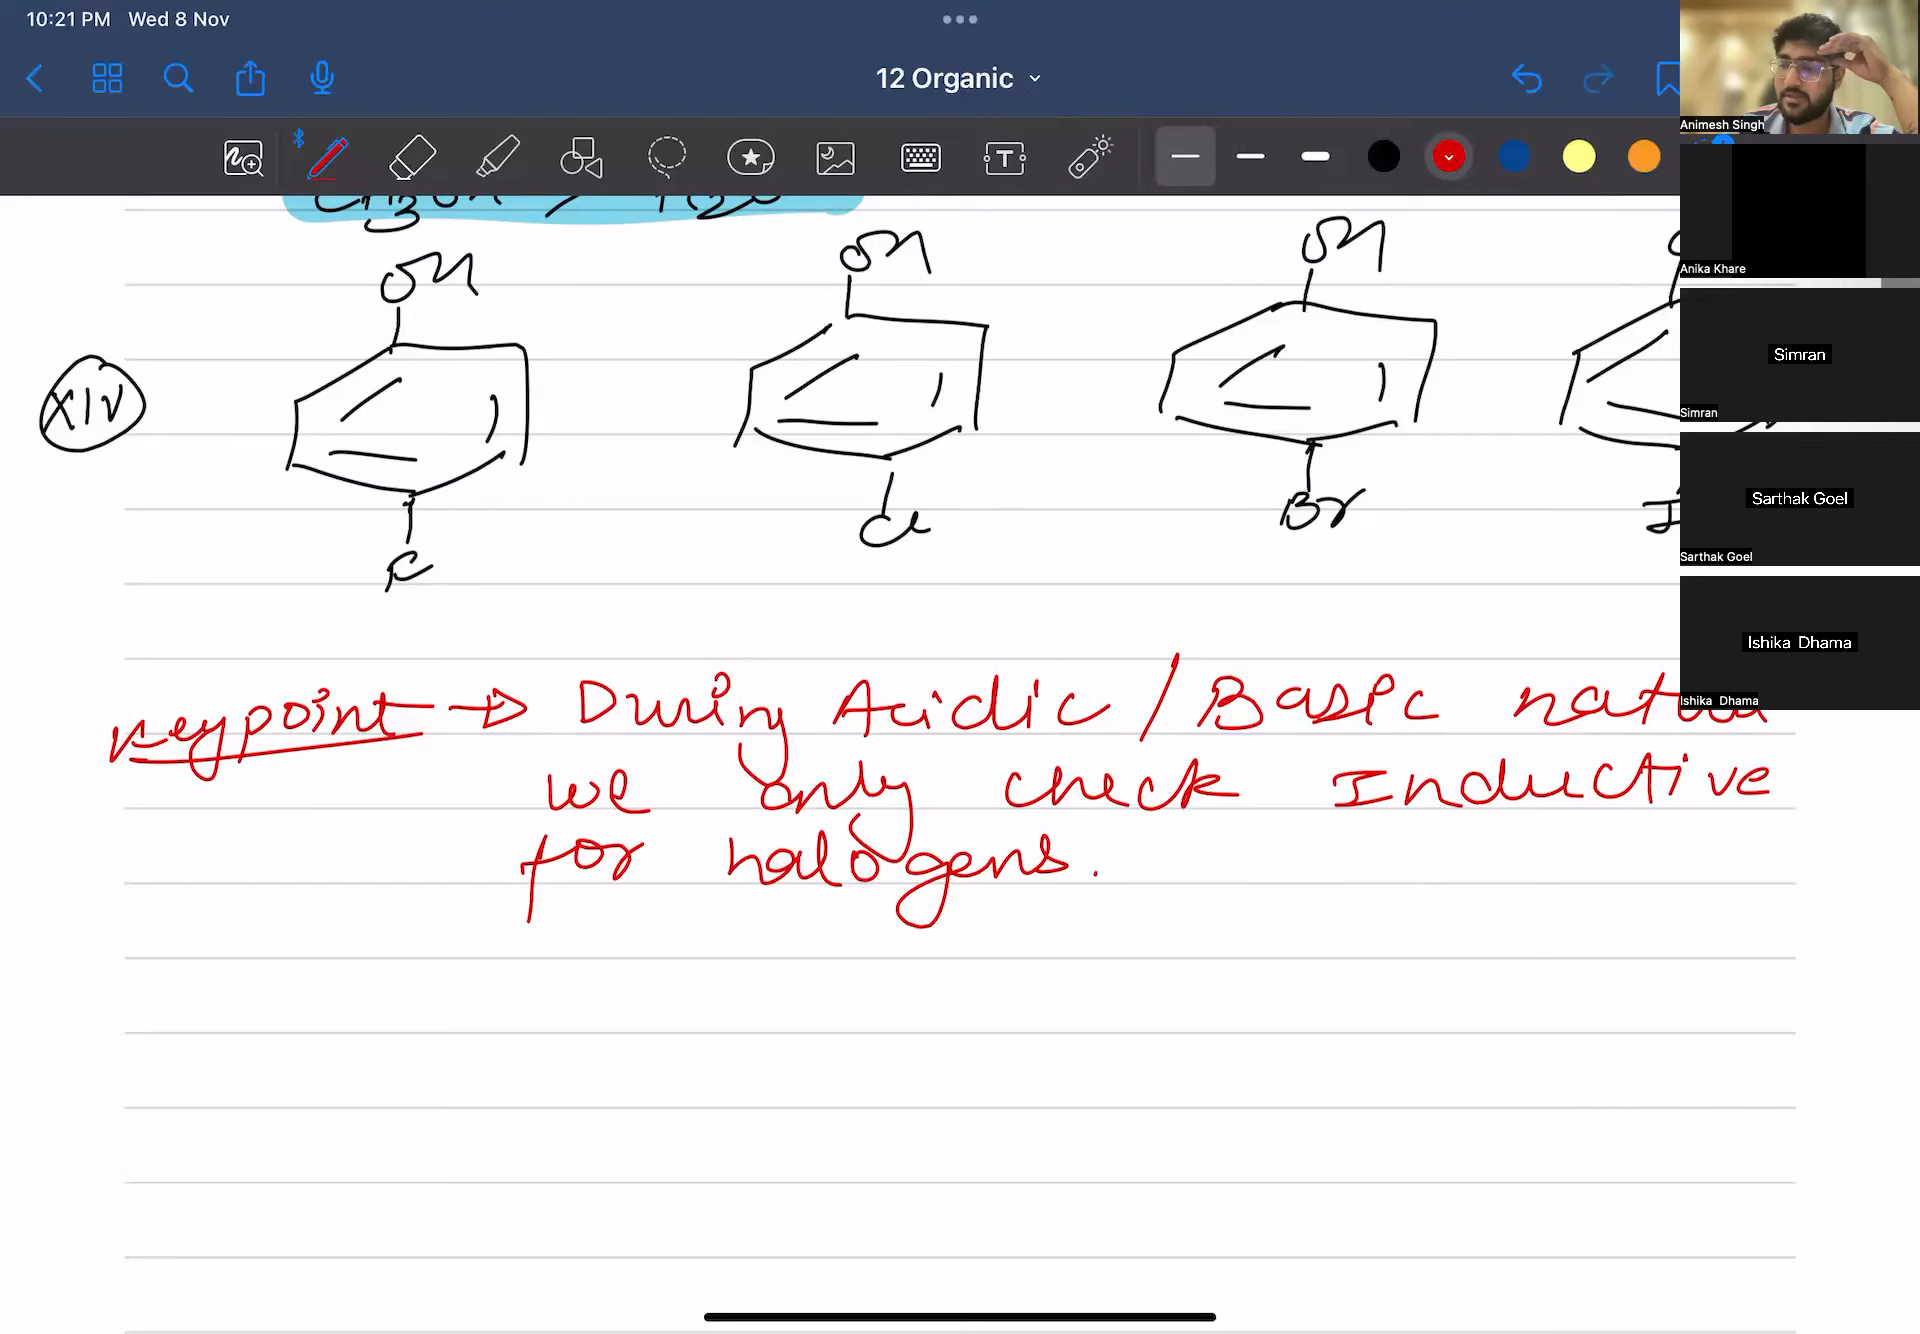 10:21 PM Wed 8 Nov
12 Organic
T
Animesh Singh
Anika Khare
Simran
Simran
Sarthak Goel
Sarthak Goel
Ishika Dhama
Ishika Dhama
OH OH OH
XIV
F Cl Br I
Keypoint → During Acidic / Basic nature
we only check Inductive
for halogens.